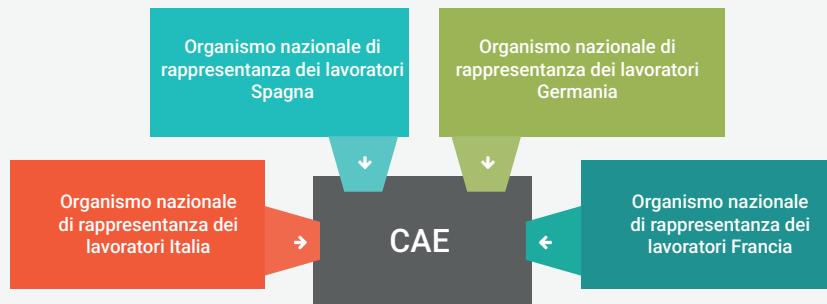 Organismo nazionale di
rappresentanza dei lavoratori
Spagna
Organismo nazionale di
rappresentanza dei lavoratori
Germania
Organismo nazionale
di rappresentanza dei
lavoratori Italia
CAE
Organismo nazionale
di rappresentanza dei
lavoratori Francia